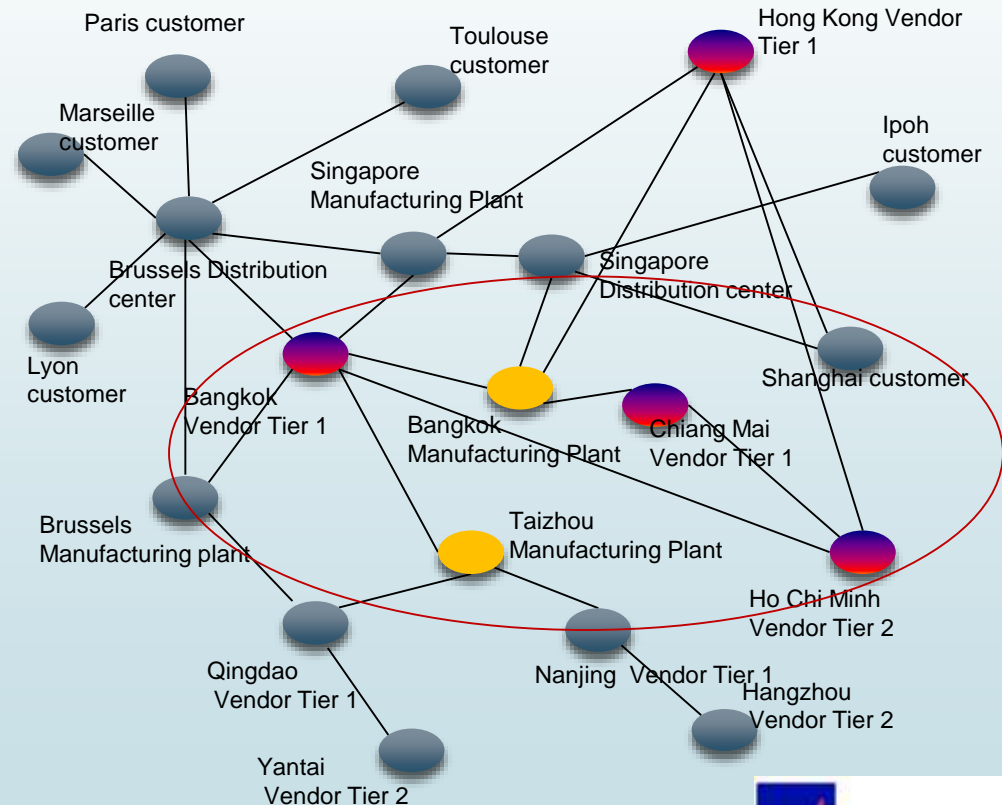 Paris customer
Toulouse
customer
Hong Kong Vendor
Tier 1
Marseille
customer
Ipoh
customer
Singapore
Manufacturing Plant
Brussels Distribution
center
Singapore
Distribution center
Lyon
customer
Bangkok
Vendor Tier 1
Bangkok
Manufacturing Plant
Chiang Mai
Vendor Tier 1
Shanghai customer
Brussels
Manufacturing plant
Taizhou
Manufacturing Plant
Ho Chi Minh
Vendor Tier 2
Qingdao
Vendor Tier 1
Nanjing Vendor Tier 1
Hangzhou
Vendor Tier 2
Yantai
Vendor Tier 2